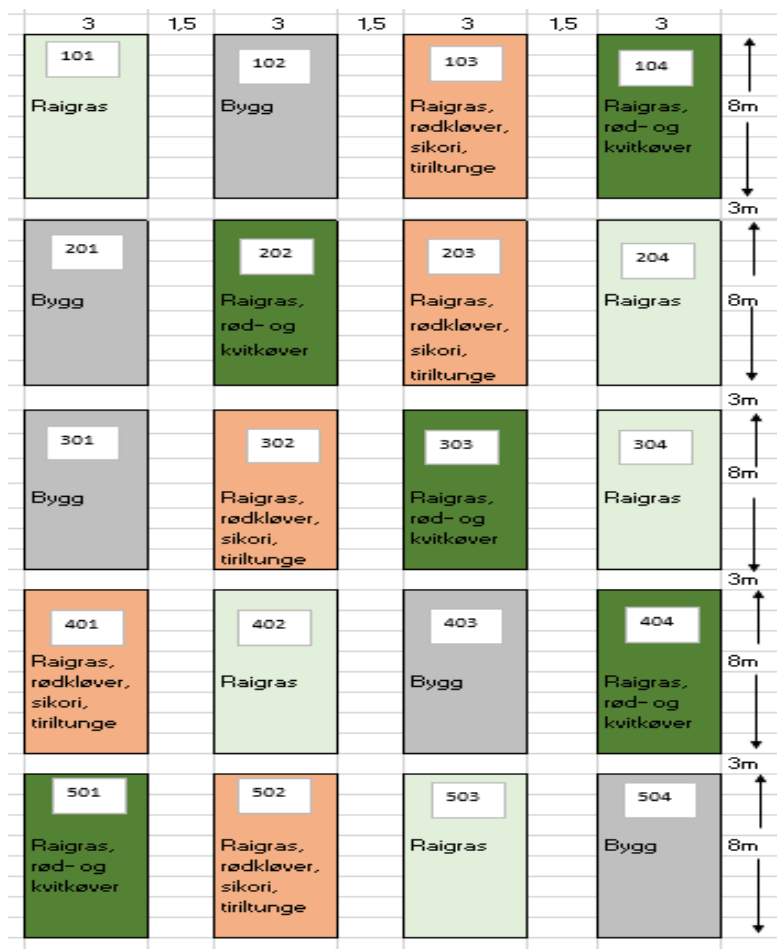 3 1,5 3 1,5 3 1,5 3
101 102 103 104
Raigras
Bygg
Raigras,
rødkløver,
sikori,
tiriltunge
Raigras,
rød- og
kvitkøver
8m
3m
201 202 203 204
Bygg
Raigras,
rød- og
kvitkøver
Raigras,
rødkløver,
sikori,
tiriltunge
Raigras
8m
3m
301 302 303 304
Bygg
Raigras,
rødkløver,
sikori,
tiriltunge
Raigras,
rød- og
kvitkøver
Raigras
8m
3m
401 402 403 404
Raigras,
rødkløver,
sikori,
tiriltunge
Raigras
Bygg
Raigras,
rød- og
kvitkøver
8m
3m
501 502 503 504
Raigras,
rød- og
kvitkøver
Raigras,
rødkløver,
sikori,
tiriltunge
Raigras
Bygg
8m